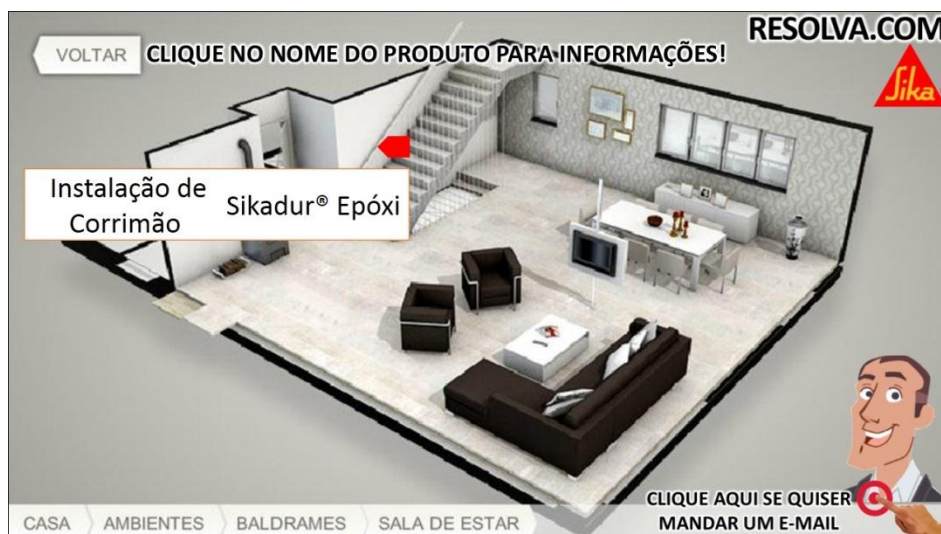 RESOLVA.COM
VOLTAR
CLIQUE NO NOME DO PRODUTO PARA INFORMAÇÕES!
Sika
Instalação de
Corrimão
Sikadur® Epóxi
CLIQUE AQUI SE QUISER
MANDAR UM E-MAIL
CASA AMBIENTES BALDRAMES SALA DE ESTAR